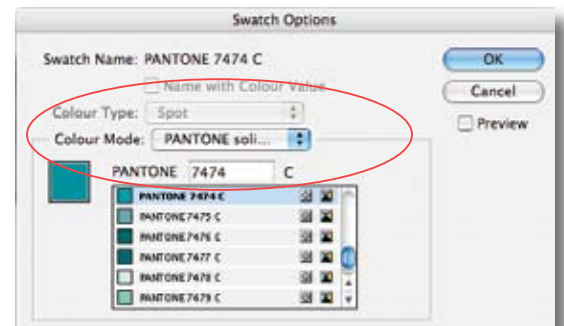 Swatch Options
Swatch Name: PANTONE 7474 C
OK
Name with Colour Value
Cancel
Colour Type: Spot
Preview
Colour Mode: PANTONE soli...
PANTONE 7474 C
PANTONE 7474 C
PANTONE 7475 C
PANTONE 7476 C
PANTONE 7477 C
PANTONE 7478 C
PANTONE 7479 C